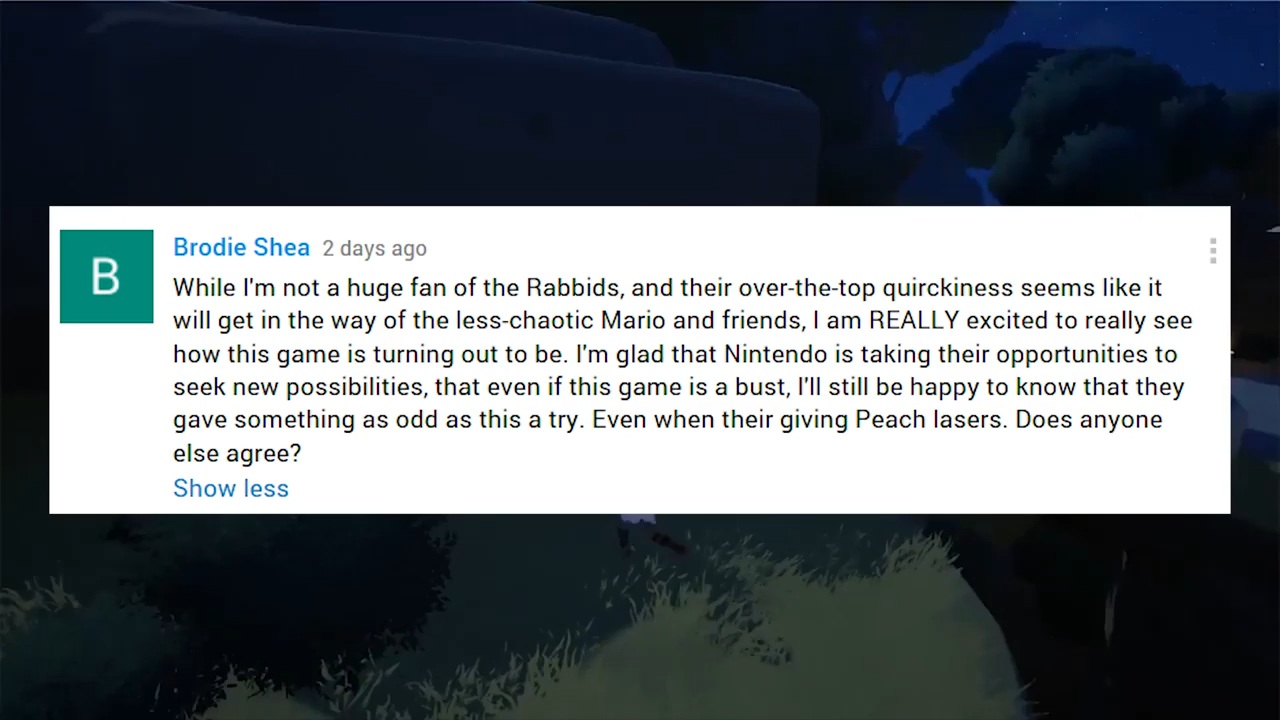 B
Brodie Shea 2 days ago
While I'm not a huge fan of the Rabbids, and their over-the-top quirckiness seems like it
will get in the way of the less-chaotic Mario and friends, I am REALLY excited to really see
how this game is turning out to be. I'm glad that Nintendo is taking their opportunities to
seek new possibilities, that even if this game is a bust, I'll still be happy to know that they
gave something as odd as this a try. Even when their giving Peach lasers. Does anyone
else agree?
Show less